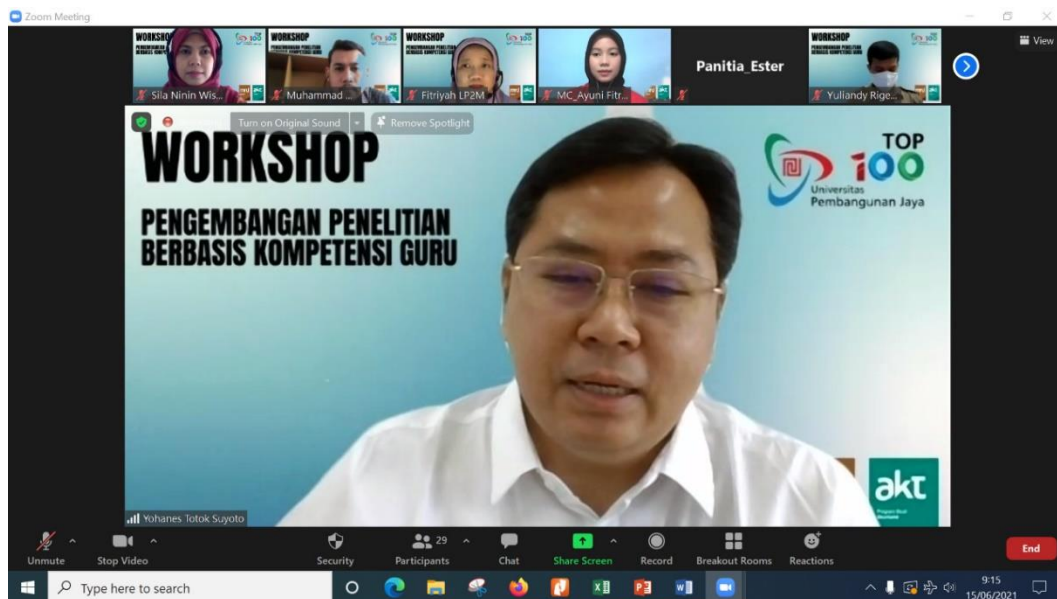 Zoom Meeting
View
WORKSHOP
WORKSHOP
WORKSHOP
WORKSHOP
Sila Ninin Wis...
Muhammad ...
Fitriyah LP2M
MC_Ayuni Fitr...
Panitia_Ester
Yuliandy Rige...
Turn on Original Sound
Remove Spotlight
WORKSHOP
PENGEMBANGAN PENELITIAN
BERBASIS KOMPETENSI GURU
TOP
100
Universitas
Pembangunan Jaya
akt
Yohanes Totok Suyoto
Unmute
Stop Video
Security
Participants
29
Chat
Share Screen
Record
Breakout Rooms
Reactions
End
Type here to search
9:15
15/06/2021